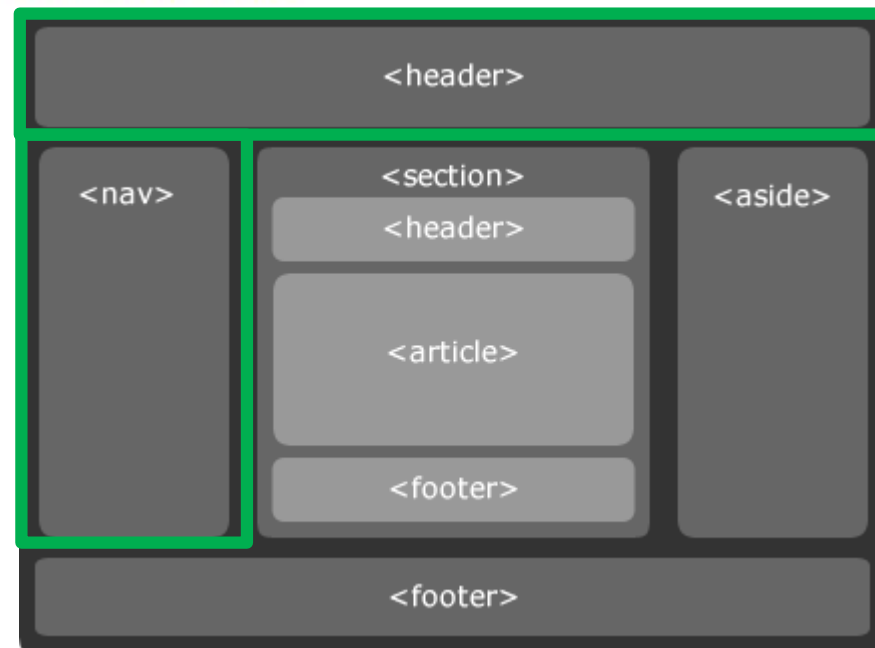 <header>
<nav>
<section>
<header>
<article>
<footer>
<aside>
<footer>